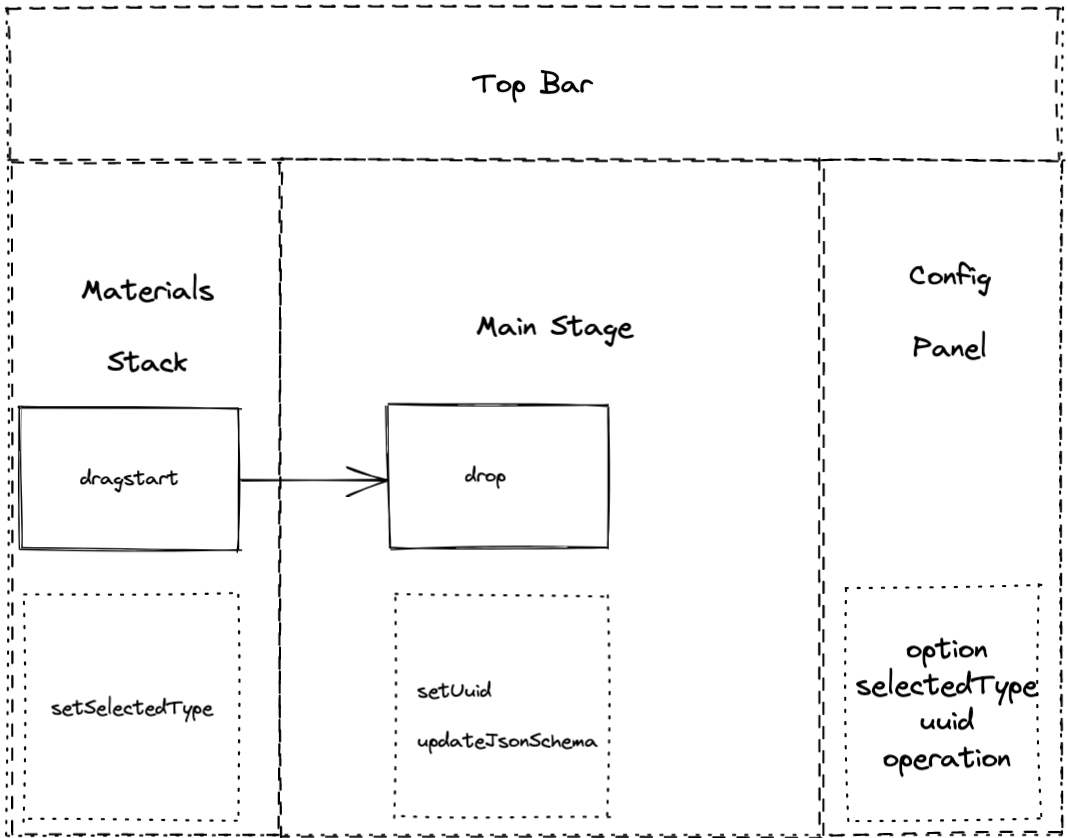 Top Bar
Materials
Stack
dragstart
setSelectedType
Main Stage
drop
setUuid
updateJsonSchema
Config
Panel
option
selectedType
uuid
operation